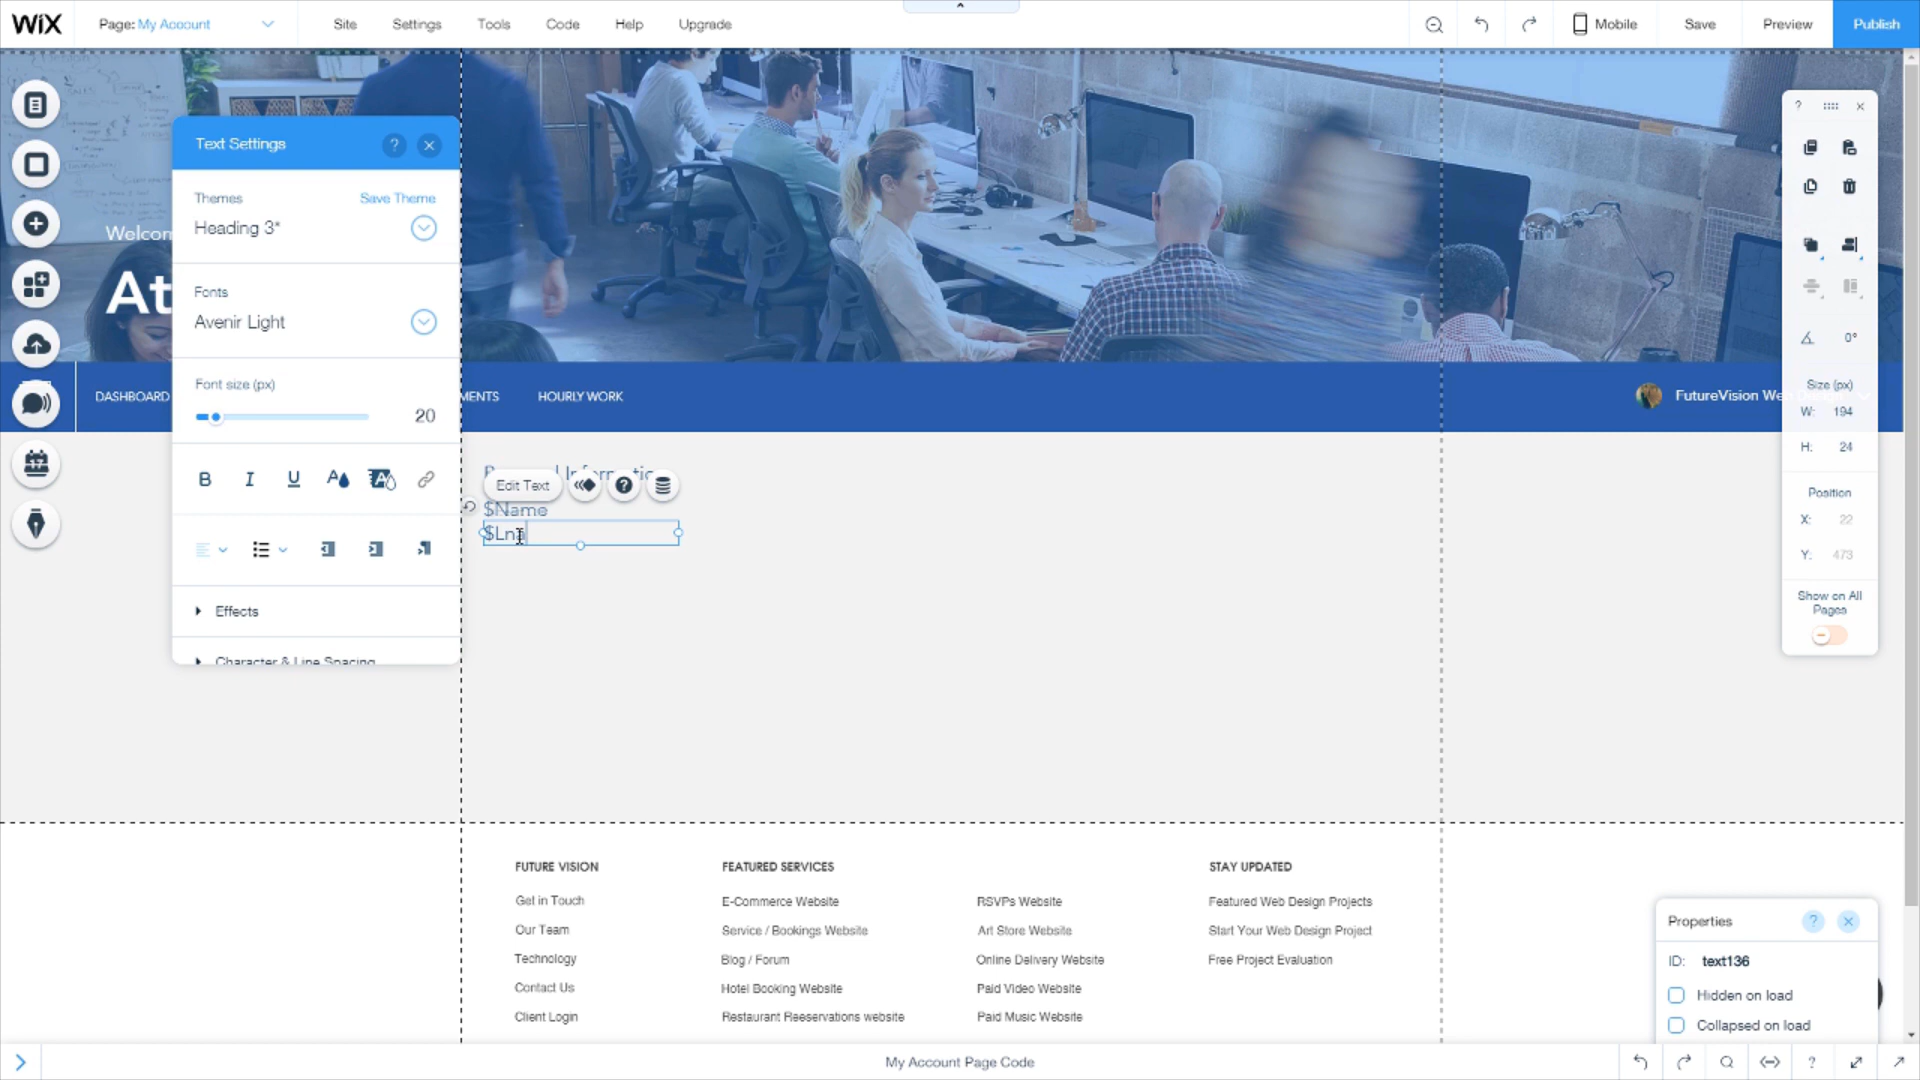 WiX
Page: My Account
Site
Settings
Tools
Code
Help
Upgrade
Mobile
Save
Preview
Publish
Text Settings
?
Themes
Save Theme
Heading 3*
Fonts
Avenir Light
Font size (px)
20
B
I
U
Effects
Character & Line Spacing
Welcom
At
DASHBOARD
MENTS
HOURLY WORK
FutureVision Web
Edit Text
$Name
$Lna
?
0°
Size (px)
W: 194
H: 24
Position
X: 22
Y: 473
Show on All
Pages
FUTURE VISION
Get in Touch
Our Team
Technology
Contact Us
Client Login
FEATURED SERVICES
E-Commerce Website
Service / Bookings Website
Blog / Forum
Hotel Booking Website
Restaurant Reeservations website
RSVPs Website
Art Store Website
Online Delivery Website
Paid Video Website
Paid Music Website
STAY UPDATED
Featured Web Design Projects
Start Your Web Design Project
Free Project Evaluation
Properties
?
ID: text136
Hidden on load
Collapsed on load
My Account Page Code
?